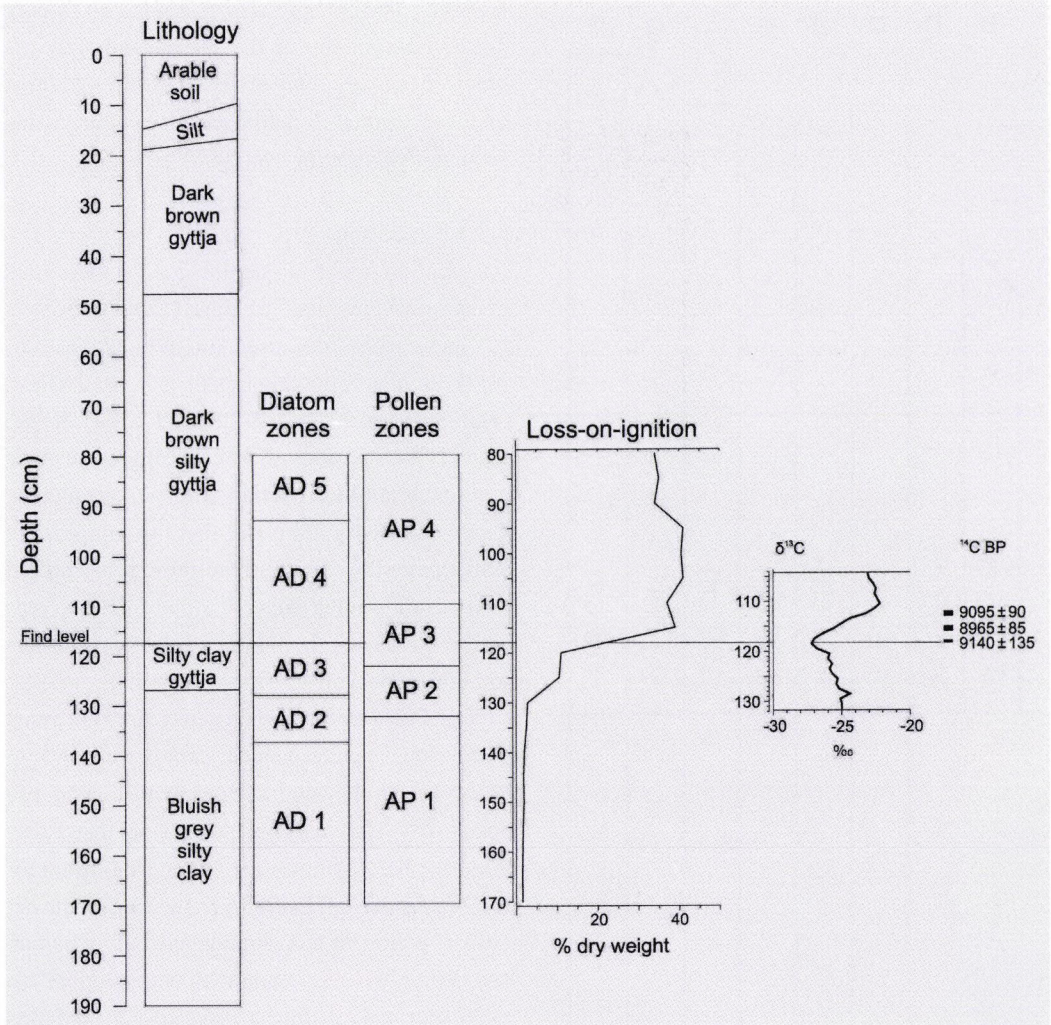 Lithology
0
Arable
soil
10
Silt
20
Dark
brown
gyttja
30
40
50
60
70
Dark
brown
silty
gyttja
80
90
100
110
Find level
120
Silty clay
gyttja
130
140
150
Bluish
grey
silty
clay
160
170
180
190
Depth (cm)
Diatom
zones
AD 5
AD 4
AD 3
AD 2
AD 1
Pollen
zones
AP 4
AP 3
AP 2
AP 1
Loss-on-ignition
80
90
100
110
120
130
140
150
160
170
20 40
% dry weight
δ¹³C
110
120
130
-30 -25 -20
‰
¹⁴C BP
9095±90
8965±85
9140±135